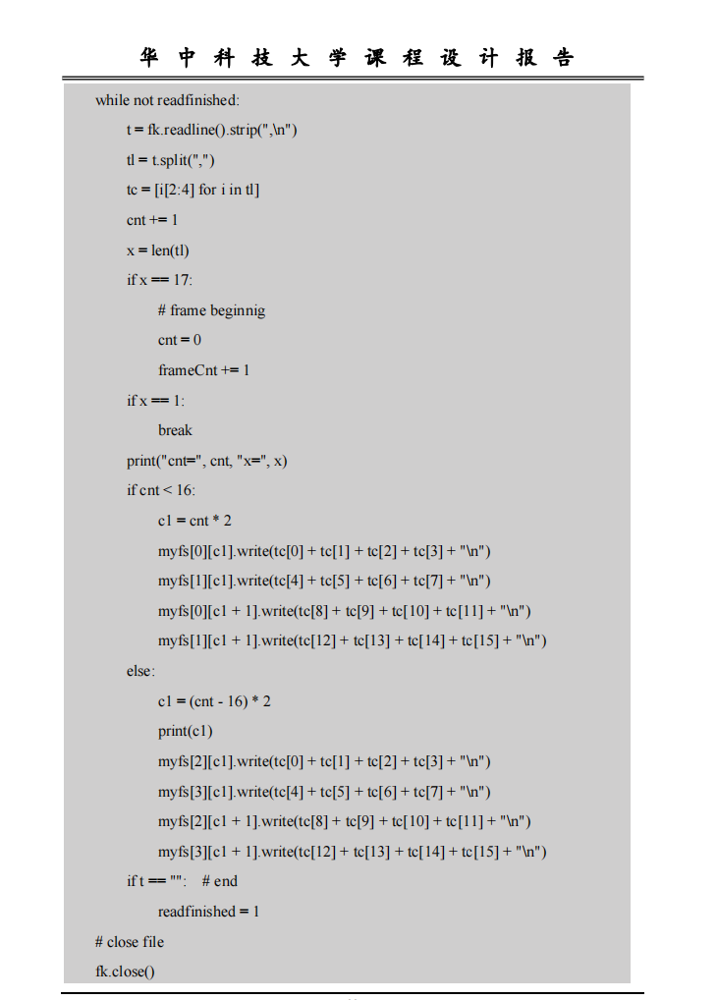 华中科技大学课程设计报告
while not readfinished:
t = fk.readline().strip(",\n")
tl = t.split(",")
tc = [i[2:4] for i in tl]
cnt += 1
x = len(tl)
if x == 17:
# frame beginnig
cnt = 0
frameCnt += 1
if x == 1:
break
print("cnt=", cnt, "x=", x)
if cnt < 16:
c1 = cnt * 2
myfs[0][c1].write(tc[0] + tc[1] + tc[2] + tc[3] + "\n")
myfs[1][c1].write(tc[4] + tc[5] + tc[6] + tc[7] + "\n")
myfs[0][c1 + 1].write(tc[8] + tc[9] + tc[10] + tc[11] + "\n")
myfs[1][c1 + 1].write(tc[12] + tc[13] + tc[14] + tc[15] + "\n")
else:
c1 = (cnt - 16) * 2
print(c1)
myfs[2][c1].write(tc[0] + tc[1] + tc[2] + tc[3] + "\n")
myfs[3][c1].write(tc[4] + tc[5] + tc[6] + tc[7] + "\n")
myfs[2][c1 + 1].write(tc[8] + tc[9] + tc[10] + tc[11] + "\n")
myfs[3][c1 + 1].write(tc[12] + tc[13] + tc[14] + tc[15] + "\n")
if t == "": # end
readfinished = 1
# close file
fk.close()